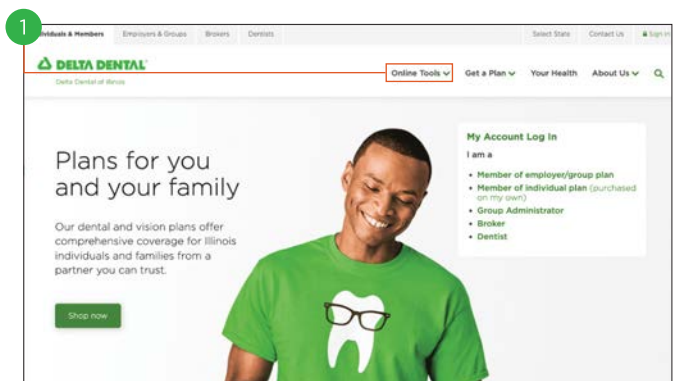 1
Individuals & Members Employers & Groups Brokers Dentists Select State Contact Us Sign in
DELTA DENTAL
Delta Dental of Illinois
Online Tools Get a Plan Your Health About Us
My Account Log In
I am a
• Member of employer/group plan
• Member of individual plan (purchased
on my own)
• Group Administrator
• Broker
• Dentist
Plans for you
and your family
Our dental and vision plans offer
comprehensive coverage for Illinois
individuals and families from a
partner you can trust.
Shop now